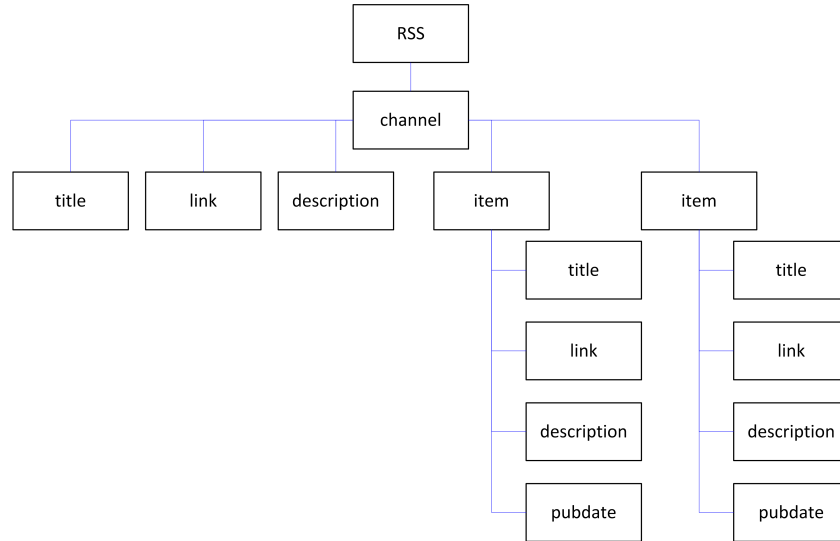 RSS
channel
title
link
description
item
item
title
title
link
link
description
description
pubdate
pubdate